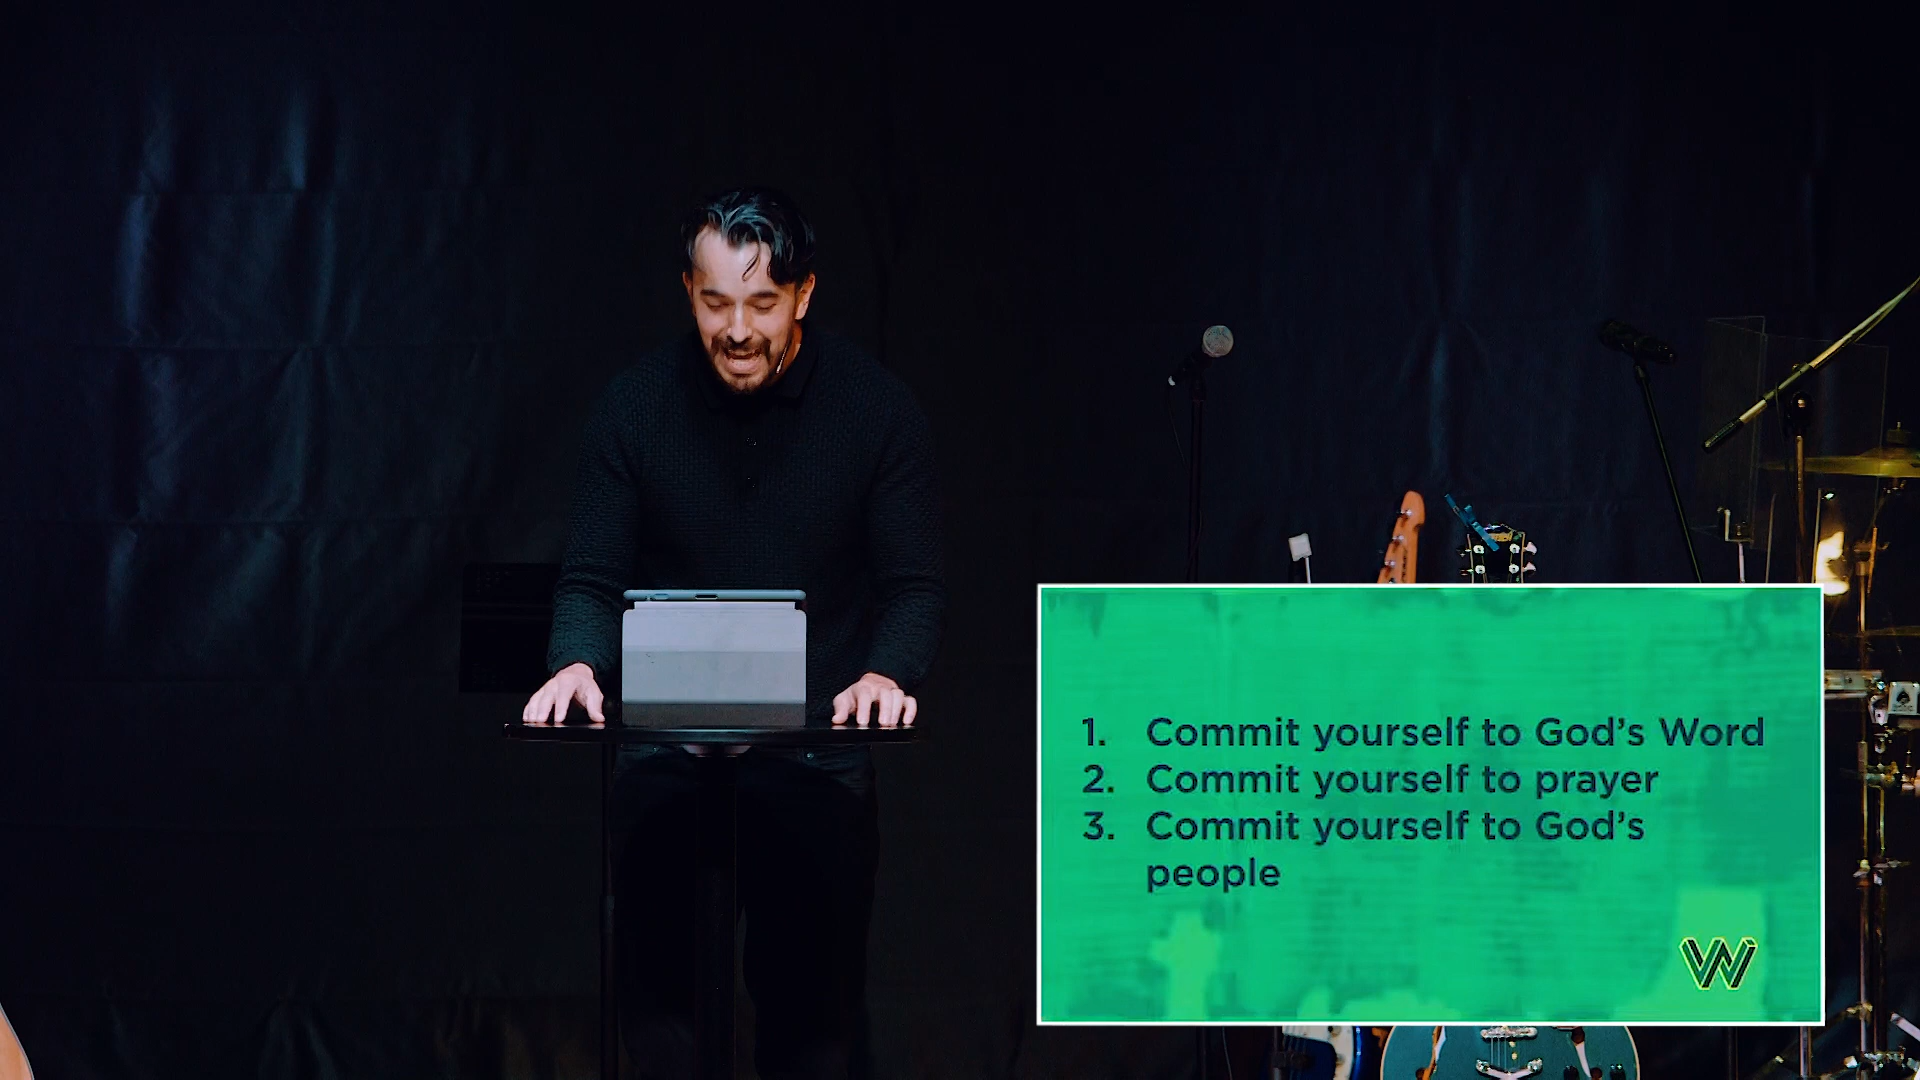 1. Commit yourself to God's Word
2. Commit yourself to prayer
3. Commit yourself to God's
people
W